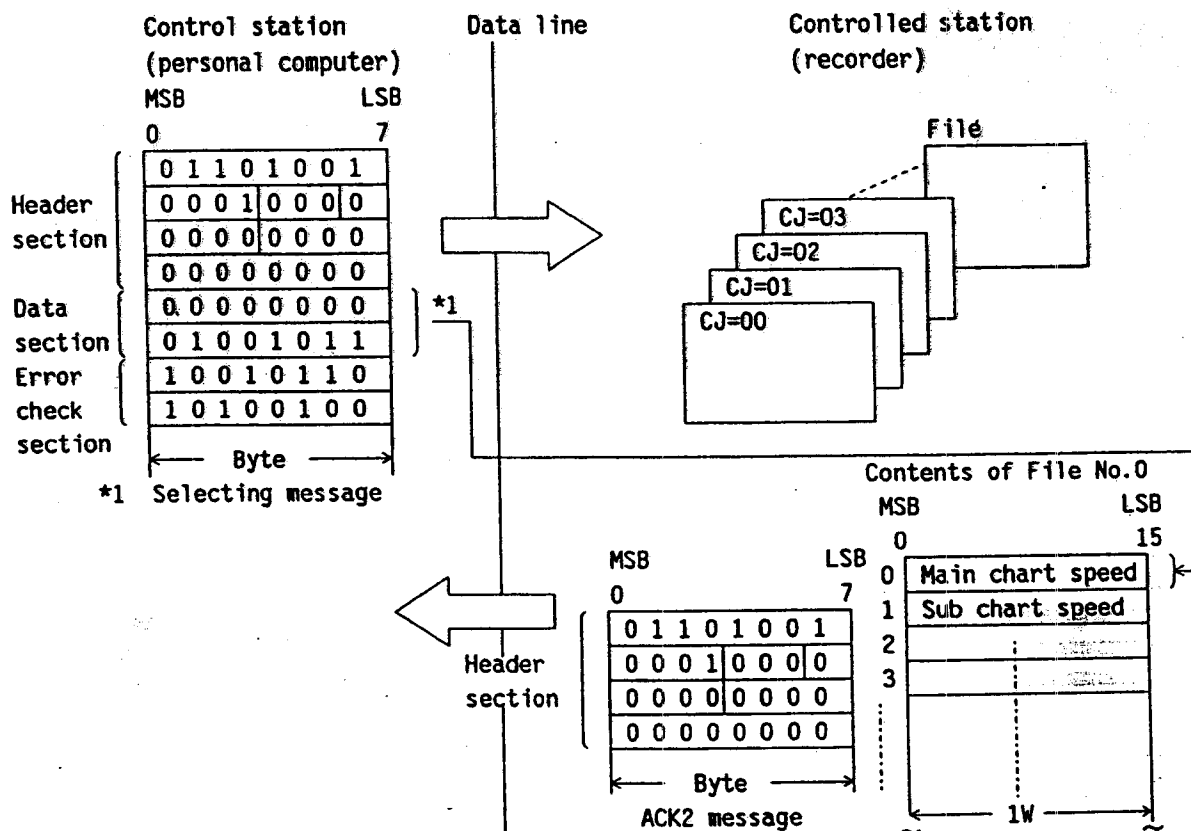 Control station
(personal computer)
MSB LSB
0 7
Header
section
0 1 1 0 1 0 0 1
0 0 0 1 0 0 0 0
0 0 0 0 0 0 0 0
0 0 0 0 0 0 0 0
Data
section
0 0 0 0 0 0 0 0
0 1 0 0 1 0 1 1
Error
check
section
1 0 0 1 0 1 1 0
1 0 1 0 0 1 0 0
*1
Byte
*1 Selecting message
Data line
Controlled station
(recorder)
File
CJ=03
CJ=02
CJ=01
CJ=00
Contents of File No.0
MSB LSB
0 15
0 Main chart speed
1 Sub chart speed
2
3
1W
MSB LSB
0 7
Header
section
0 1 1 0 1 0 0 1
0 0 0 1 0 0 0 0
0 0 0 0 0 0 0 0
0 0 0 0 0 0 0 0
Byte
ACK2 message